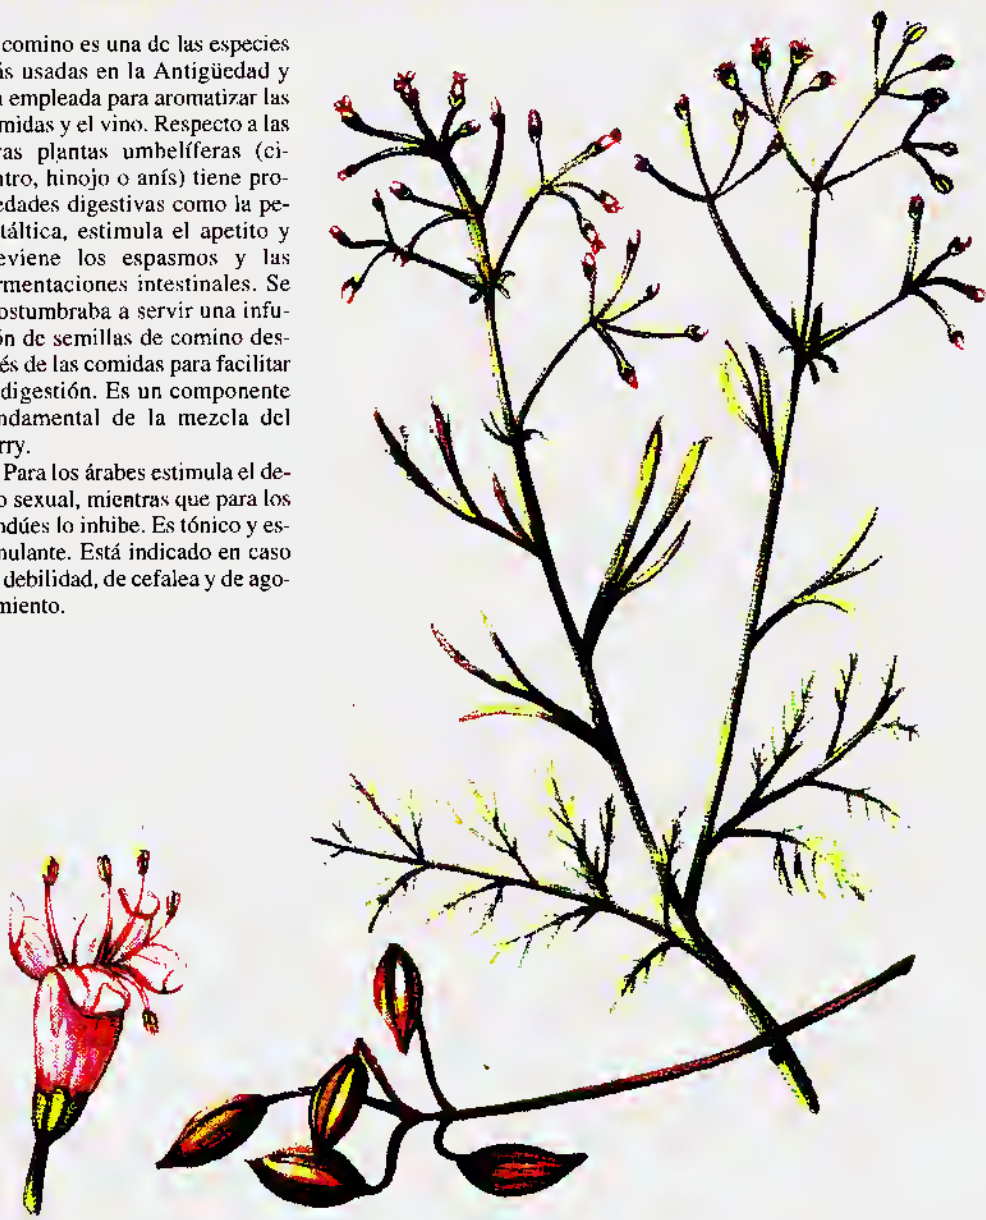 comino es una de las especies
ás usadas en la Antigüedad y
a empleada para aromatizar las
midas y el vino. Respecto a las
ras plantas umbelíferas (ci-
ntro, hinojo o anís) tiene pro-
edades digestivas como la pe-
táltica, estimula el apetito y
eviene los espasmos y las
rmentaciones intestinales. Se
ostumbraba a servir una infu-
ón de semillas de comino des-
és de las comidas para facilitar
digestión. Es un componente
ndamental de la mezcla del
rry.
Para los árabes estimula el de-
o sexual, mientras que para los
ndúes lo inhibe. Es tónico y es-
nulante. Está indicado en caso
debilidad, de cefalea y de ago-
miento.